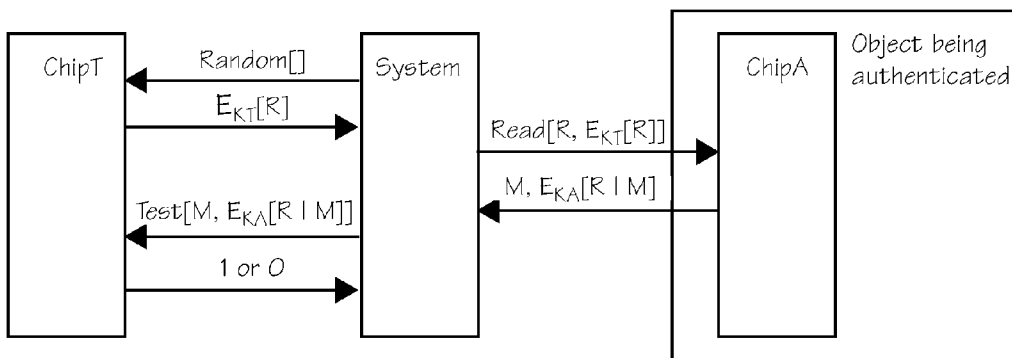 ChipT
System
ChipA
Object being
authenticated
Random[]
E_KT[R]
Read[R, E_KT[R]]
M, E_KA[R | M]
Test[M, E_KA[R | M]]
1 or 0